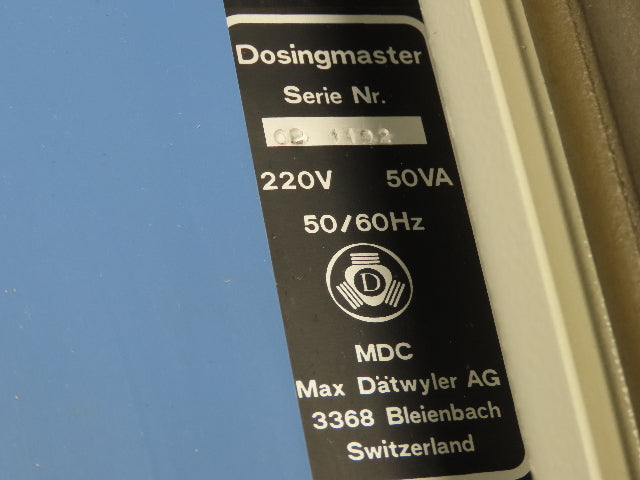 Dosingmaster
Serie Nr.
220V 50VA
50/60Hz
D
MDC
Max Dätwyler AG
3368 Bleienbach
Switzerland